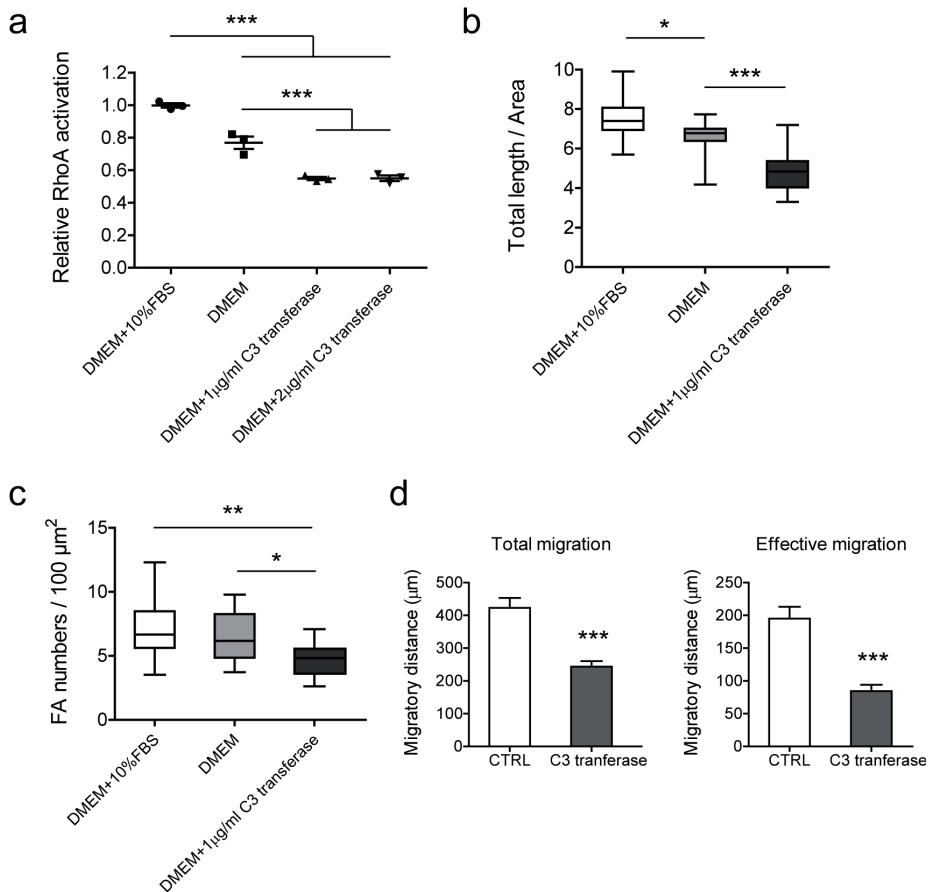 a
***
***
Relative RhoA activation
1.2
1.0
0.8
0.6
0.4
0.2
0.0
DMEM+10%FBS
DMEM
DMEM+1μg/ml C3 transferase
DMEM+2μg/ml C3 transferase
b
*
***
Total length / Area
10
8
6
4
2
0
DMEM+10%FBS
DMEM
DMEM+1μg/ml C3 transferase
c
**
*
FA numbers / 100 μm²
15
10
5
0
DMEM+10%FBS
DMEM
DMEM+1μg/ml C3 transferase
d
Total migration
Migratory distance (μm)
500
400
300
200
100
0
***
CTRL
C3 tranferase
Effective migration
Migratory distance (μm)
250
200
150
100
50
0
***
CTRL
C3 tranferase